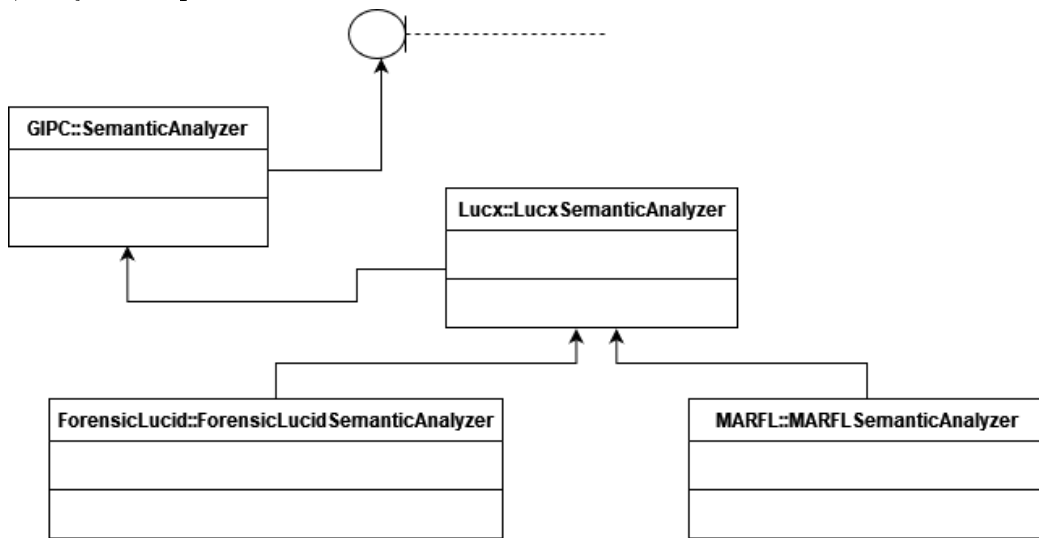 GIPC::SemanticAnalyzer
Lucx::LucxSemanticAnalyzer
ForensicLucid::ForensicLucidSemanticAnalyzer
MARFL::MARFLSemanticAnalyzer